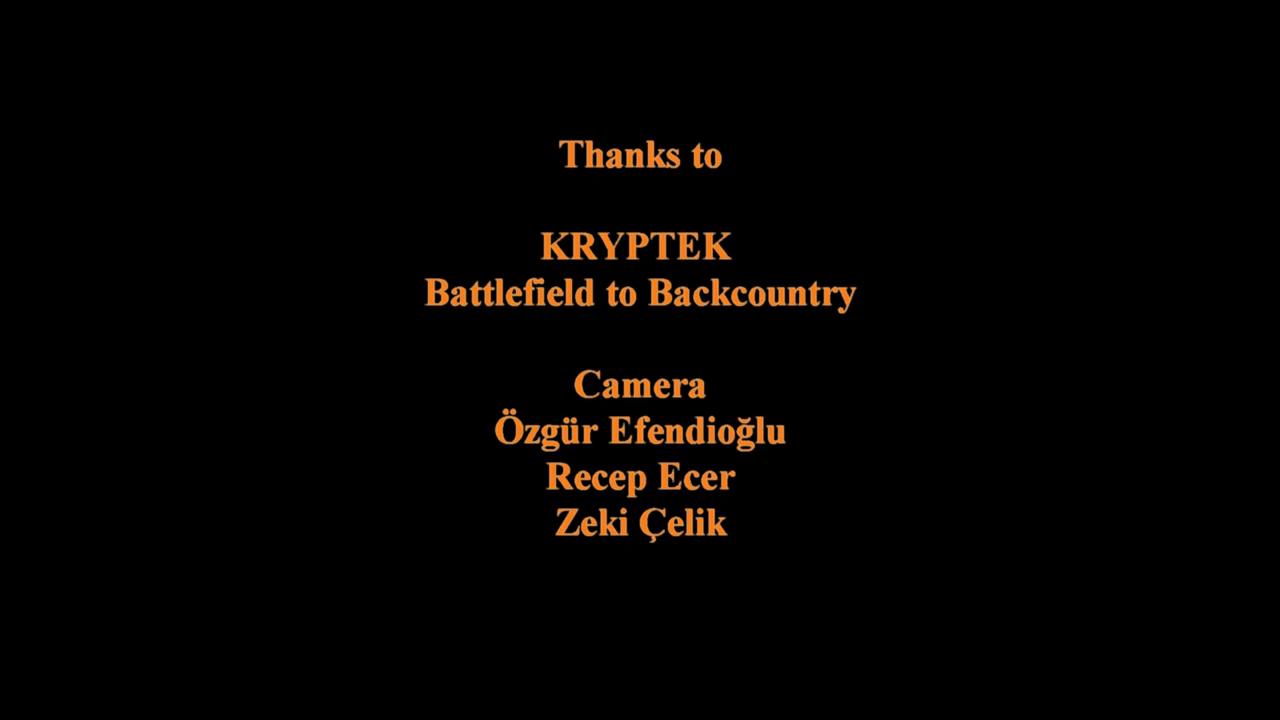 Thanks to
KRYPTEK
Battlefield to Backcountry
Camera
Özgür Efendioğlu
Recep Ecer
Zeki Çelik